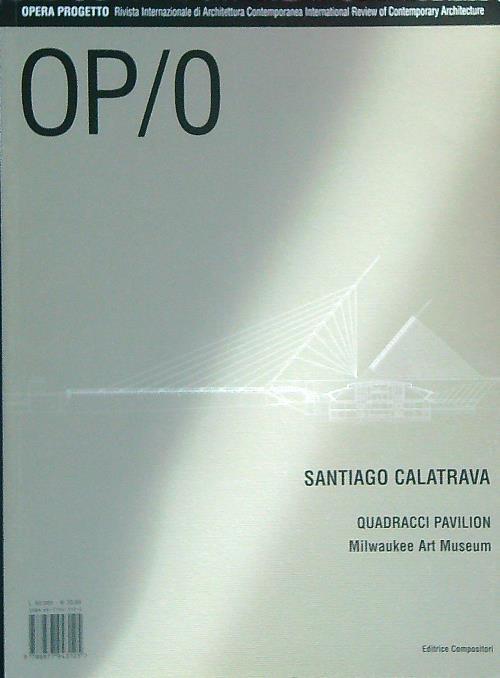 OPERA PROGETTO Rivista Internazionale di Architettura Contemporanea International Review of Contemporary Architecture
OP/0
SANTIAGO CALATRAVA
QUADRACCI PAVILION
Milwaukee Art Museum
Editrice Compositori